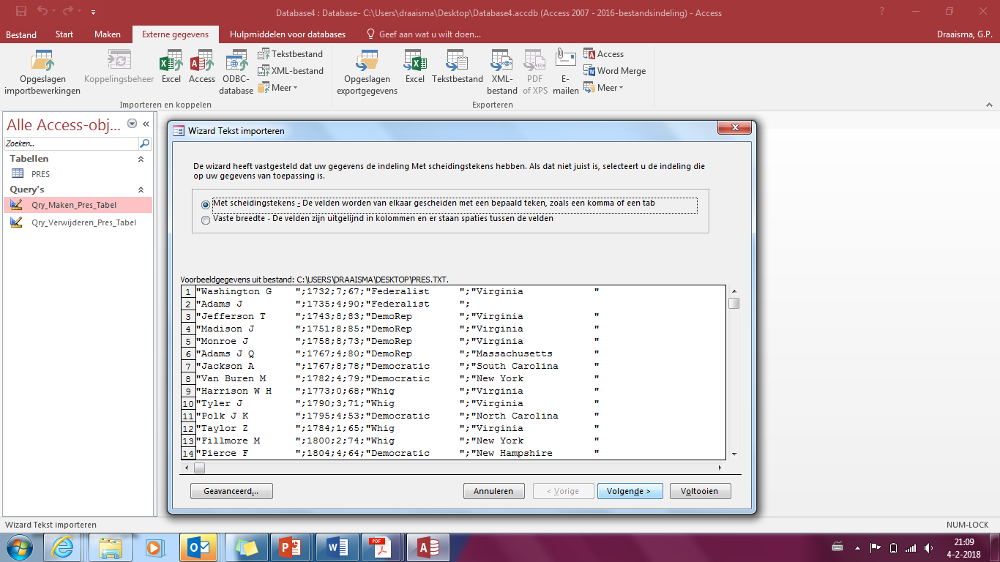 Database4 : Database- C:\Users\draaisma\Desktop\Database4.accdb (Access 2007 - 2016-bestandsindeling) - Access
Bestand Start Maken Externe gegevens Hulpmiddelen voor databases Geef aan wat u wilt doen... Draaisma, G.P.
Opgeslagen importbewerkingen
Koppelingsbeheer
Excel
Access
ODBC-database
Tekstbestand
XML-bestand
Meer
Importeren en koppelen
Opgeslagen exportgegevens
Excel
Tekstbestand
XML-bestand
PDF of XPS
E-mailen
Access
Word Merge
Meer
Exporteren
Alle Access-obj...
Zoeken...
Tabellen
PRES
Query's
Qry_Maken_Pres_Tabel
Qry_Verwijderen_Pres_Tabel
Wizard Tekst importeren
De wizard heeft vastgesteld dat uw gegevens de indeling Met scheidingstekens hebben. Als dat niet juist is, selecteert u de indeling die
op uw gegevens van toepassing is.
Met scheidingstekens - De velden worden van elkaar gescheiden met een bepaald teken, zoals een komma of een tab
Vaste breedte - De velden zijn uitgelijnd in kolommen en er staan spaties tussen de velden
Voorbeeldgegevens uit bestand: C:\USERS\DRAAISMA\DESKTOP\PRES.TXT.
1 "Washington G    ";1732;7;67;"Federalist     ";"Virginia            "
2 "Adams J         ";1735;4;90;"Federalist     ";
3 "Jefferson T     ";1743;8;83;"DemoRep        ";"Virginia            "
4 "Madison J       ";1751;8;85;"DemoRep        ";"Virginia            "
5 "Monroe J        ";1758;8;73;"DemoRep        ";"Virginia            "
6 "Adams J Q       ";1767;4;80;"DemoRep        ";"Massachusetts       "
7 "Jackson A       ";1767;8;78;"Democratic     ";"South Carolina      "
8 "Van Buren M     ";1782;4;79;"Democratic     ";"New York            "
9 "Harrison W H    ";1773;0;68;"Whig           ";"Virginia            "
10 "Tyler J         ";1790;3;71;"Whig           ";"Virginia            "
11 "Polk J K        ";1795;4;53;"Democratic     ";"North Carolina      "
12 "Taylor Z        ";1784;1;65;"Whig           ";"Virginia            "
13 "Fillmore M      ";1800;2;74;"Whig           ";"New York            "
14 "Pierce F        ";1804;4;64;"Democratic     ";"New Hampshire       "
Geavanceerd... Annuleren < Vorige Volgende > Voltooien
Wizard Tekst importeren NUM-LOCK
21:09
4-2-2018